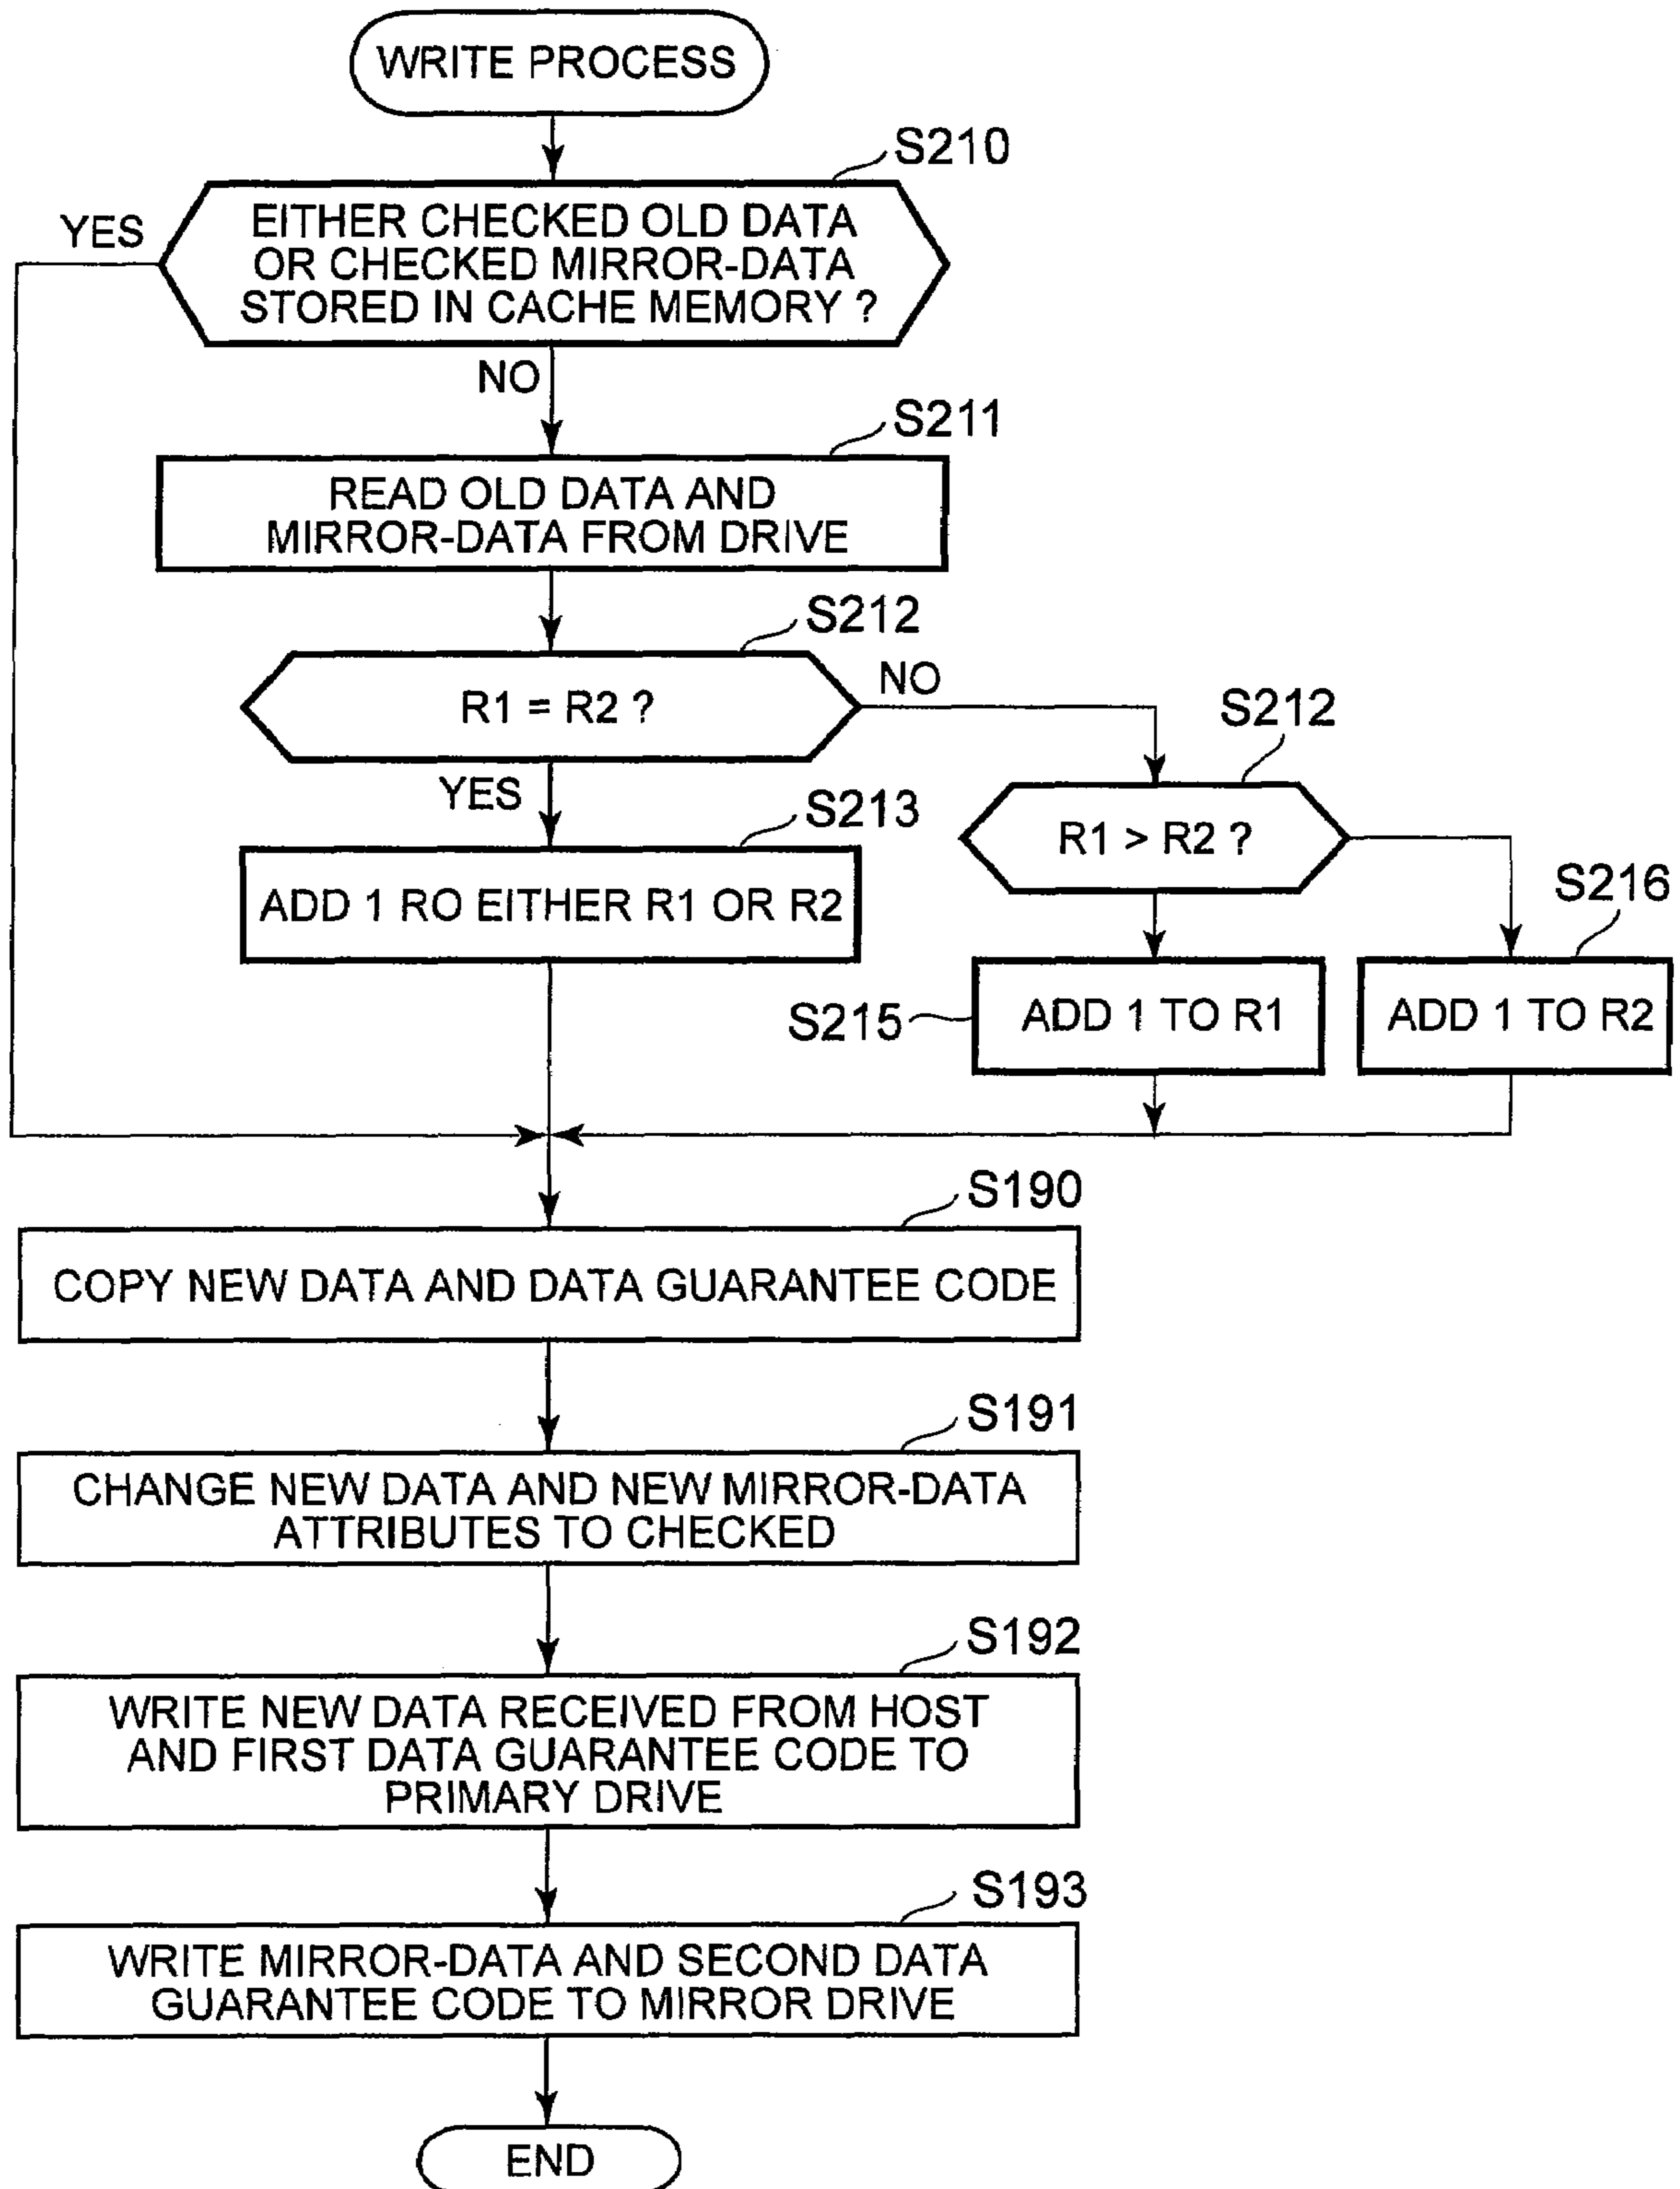 WRITE PROCESS
S210
YES
EITHER CHECKED OLD DATA
OR CHECKED MIRROR-DATA
STORED IN CACHE MEMORY ?
NO
S211
READ OLD DATA AND
MIRROR-DATA FROM DRIVE
S212
R1 = R2 ?
NO
S212
YES
R1 > R2 ?
S213
ADD 1 RO EITHER R1 OR R2
S216
S215
ADD 1 TO R1
ADD 1 TO R2
S190
COPY NEW DATA AND DATA GUARANTEE CODE
S191
CHANGE NEW DATA AND NEW MIRROR-DATA
ATTRIBUTES TO CHECKED
S192
WRITE NEW DATA RECEIVED FROM HOST
AND FIRST DATA GUARANTEE CODE TO
PRIMARY DRIVE
S193
WRITE MIRROR-DATA AND SECOND DATA
GUARANTEE CODE TO MIRROR DRIVE
END